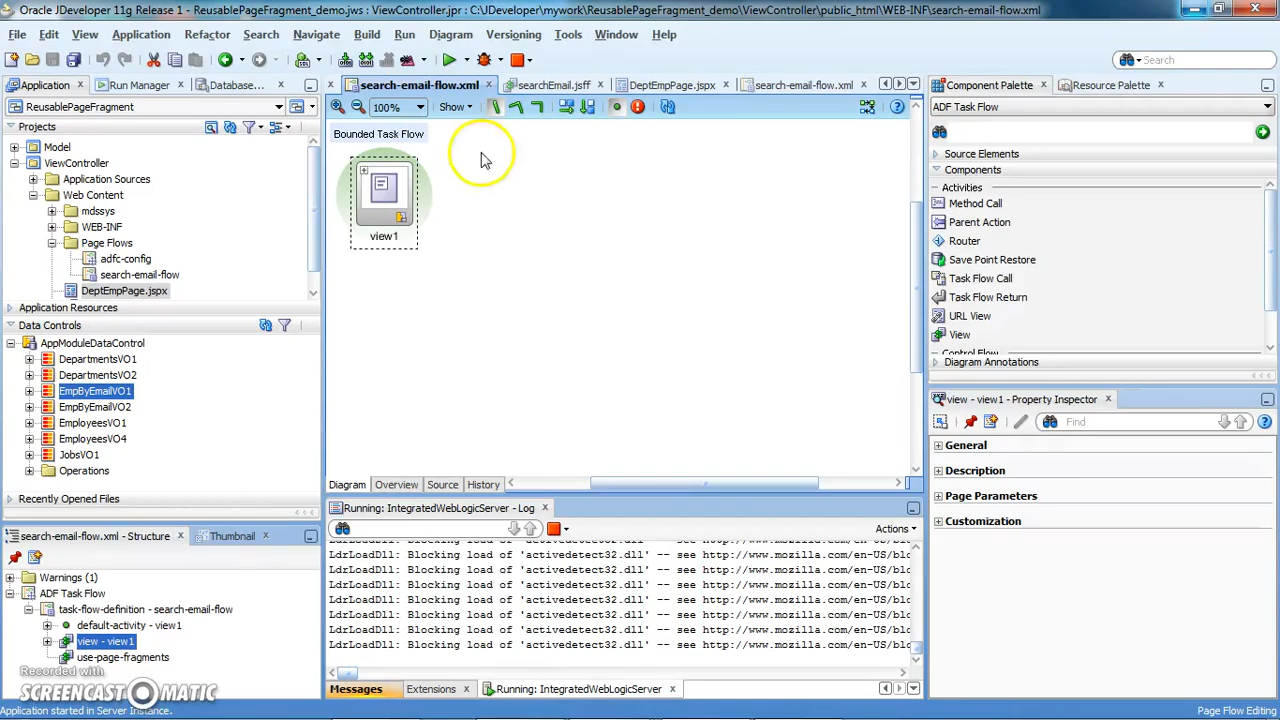 Oracle JDeveloper 11g Release 1 - ReusablePageFragment_demo.jws : ViewController.jpr : C:\JDeveloper\mywork\ReusablePageFragment_demo\ViewController\public_html\WEB-INF\search-email-flow.xml
File Edit View Application Refactor Search Navigate Build Run Diagram Versioning Tools Window Help
Search
Application Run Manager Database... search-email-flow.xml searchEmail.jsff DeptEmpPage.jspx search-email-flow.xml Component Palette Resource Palette
ReusablePageFragment
100% Show
ADF Task Flow
Projects
Bounded Task Flow
Model
ViewController
Application Sources
Web Content
mdssys
WEB-INF
Page Flows
adfc-config
search-email-flow
DeptEmpPage.jspx
view1
Source Elements
Components
Activities
Method Call
Parent Action
Router
Save Point Restore
Task Flow Call
Task Flow Return
URL View
View
Control Flow
Diagram Annotations
Application Resources
Data Controls
AppModuleDataControl
DepartmentsVO1
DepartmentsVO2
EmpByEmailVO1
EmpByEmailVO2
EmployeesVO1
EmployeesVO4
JobsVO1
Operations
Recently Opened Files
view - view1 - Property Inspector
Find
General
Description
Page Parameters
Customization
Diagram Overview Source History
search-email-flow.xml - Structure Thumbnail
Warnings (1)
ADF Task Flow
task-flow-definition - search-email-flow
default-activity - view1
view - view1
use-page-fragments
Running: IntegratedWebLogicServer - Log
Actions
LdrLoadDll: Blocking load of 'activedetect32.dll' -- see http://www.mozilla.com/en-US/blo
LdrLoadDll: Blocking load of 'activedetect32.dll' -- see http://www.mozilla.com/en-US/blo
LdrLoadDll: Blocking load of 'activedetect32.dll' -- see http://www.mozilla.com/en-US/blo
LdrLoadDll: Blocking load of 'activedetect32.dll' -- see http://www.mozilla.com/en-US/blo
LdrLoadDll: Blocking load of 'activedetect32.dll' -- see http://www.mozilla.com/en-US/blo
LdrLoadDll: Blocking load of 'activedetect32.dll' -- see http://www.mozilla.com/en-US/blo
LdrLoadDll: Blocking load of 'activedetect32.dll' -- see http://www.mozilla.com/en-US/blo
Messages Extensions Running: IntegratedWebLogicServer
Recorded with
SCREENCAST-O-MATIC
Application started in Server Instance.
Page Flow Editing